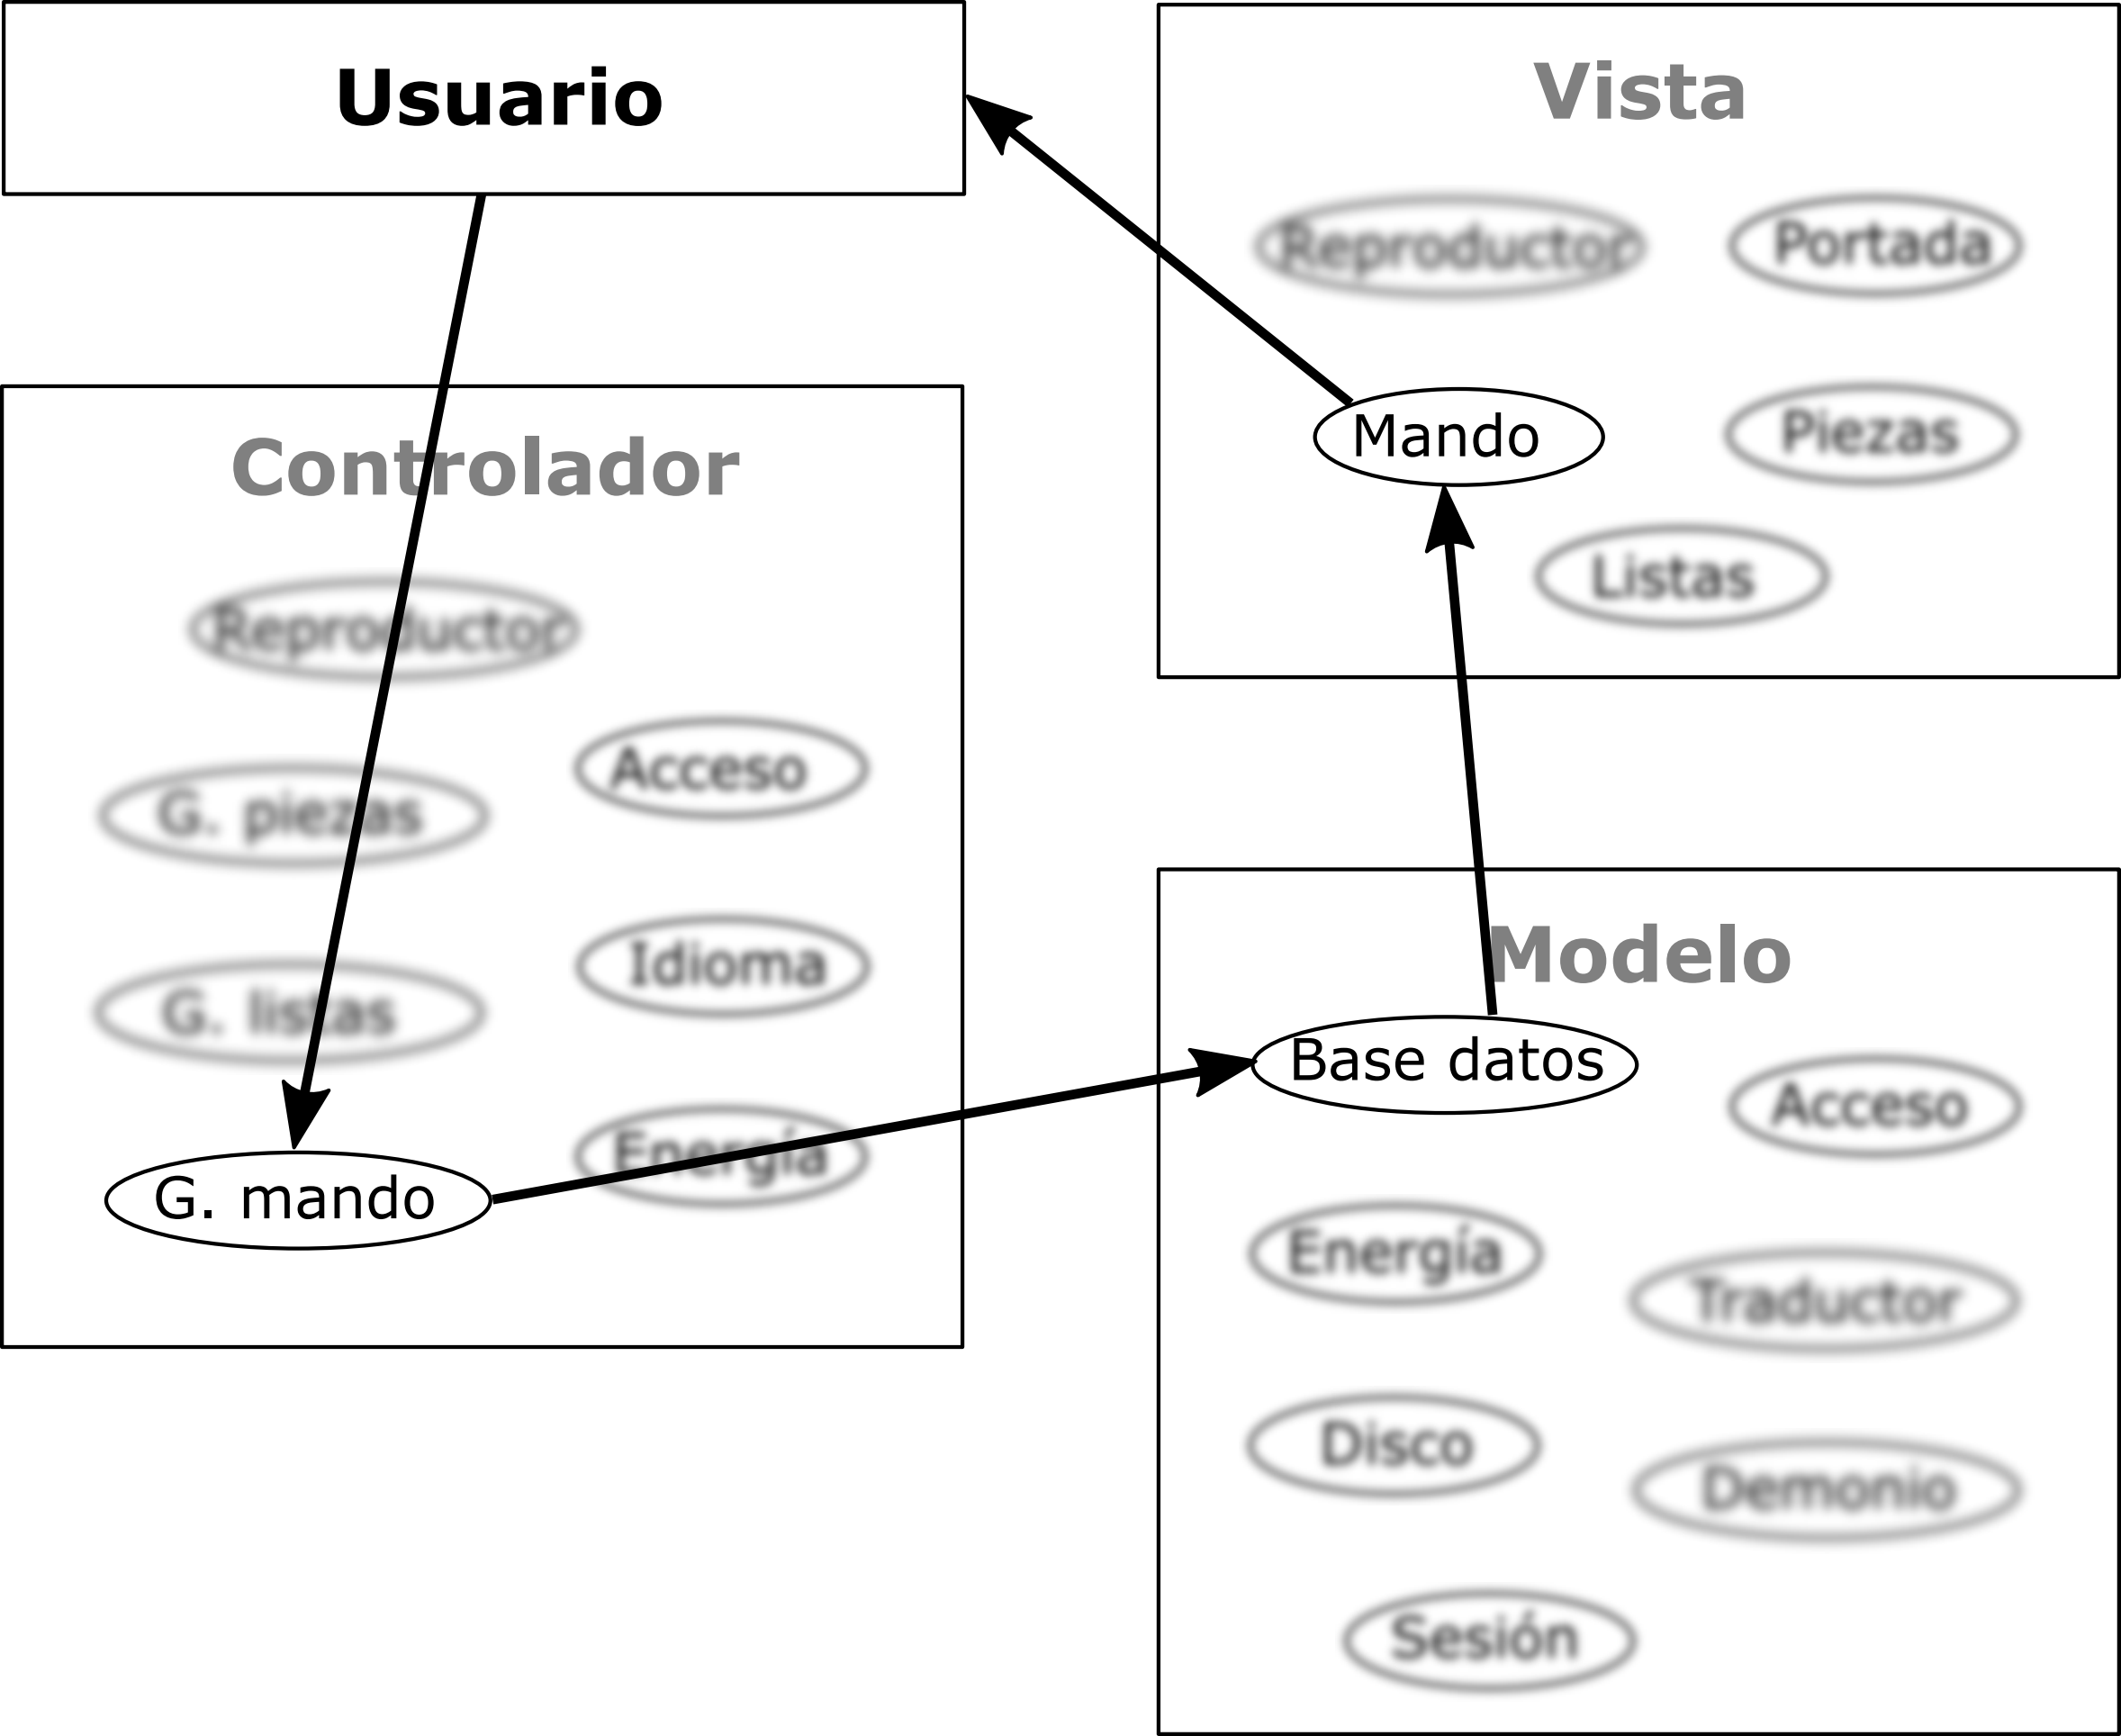 Usuario
Vista
Reproductor
Portada
Mando
Piezas
Listas
Controlador
Reproductor
Acceso
G. piezas
Idioma
G. listas
Energía
G. mando
Modelo
Base datos
Acceso
Energía
Traductor
Disco
Demonio
Sesión